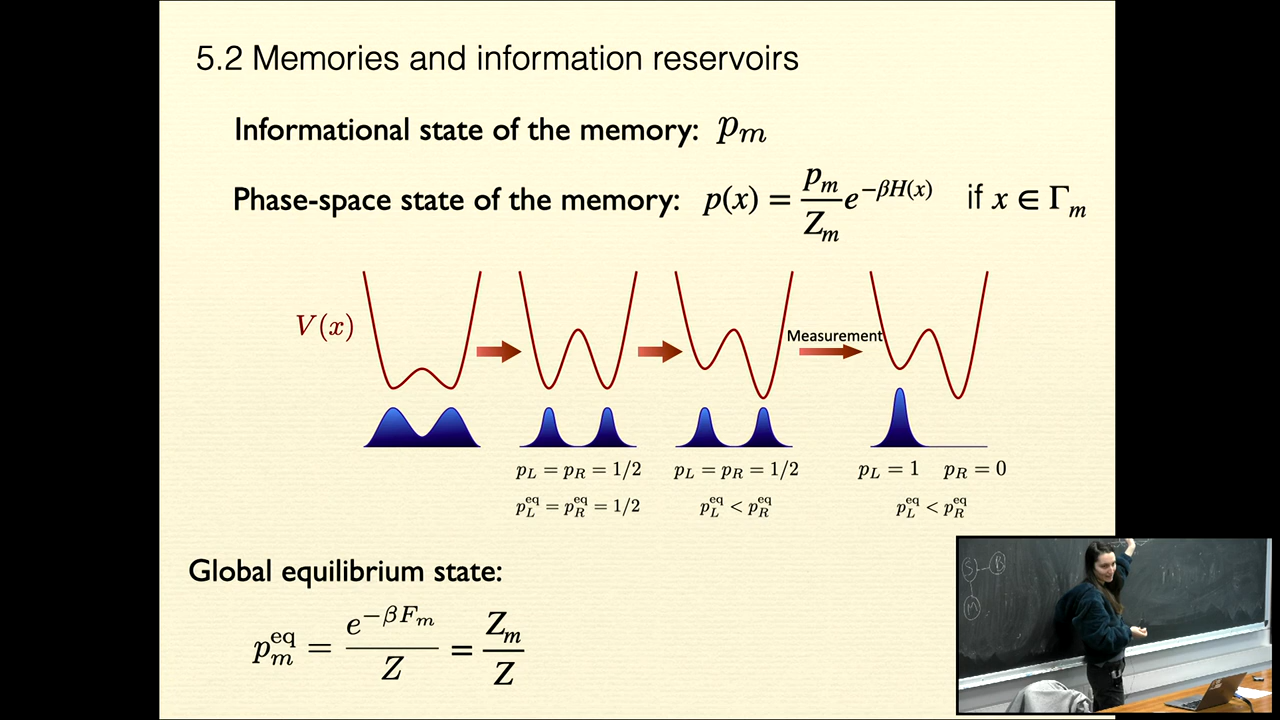 5.2 Memories and information reservoirs
Informational state of the memory: p_m
Phase-space state of the memory: p(x) = \frac{p_m}{Z_m} e^{-βH(x)} if x ∈ Γ_m
V(x)
Measurement
p_L = p_R = 1/2 p_L = p_R = 1/2 p_L = 1 p_R = 0
p_L^{eq} = p_R^{eq} = 1/2 p_L^{eq} < p_R^{eq} p_L^{eq} < p_R^{eq}
Global equilibrium state:
p_m^{eq} = \frac{e^{-βF_m}}{Z} = \frac{Z_m}{Z}
S B
M